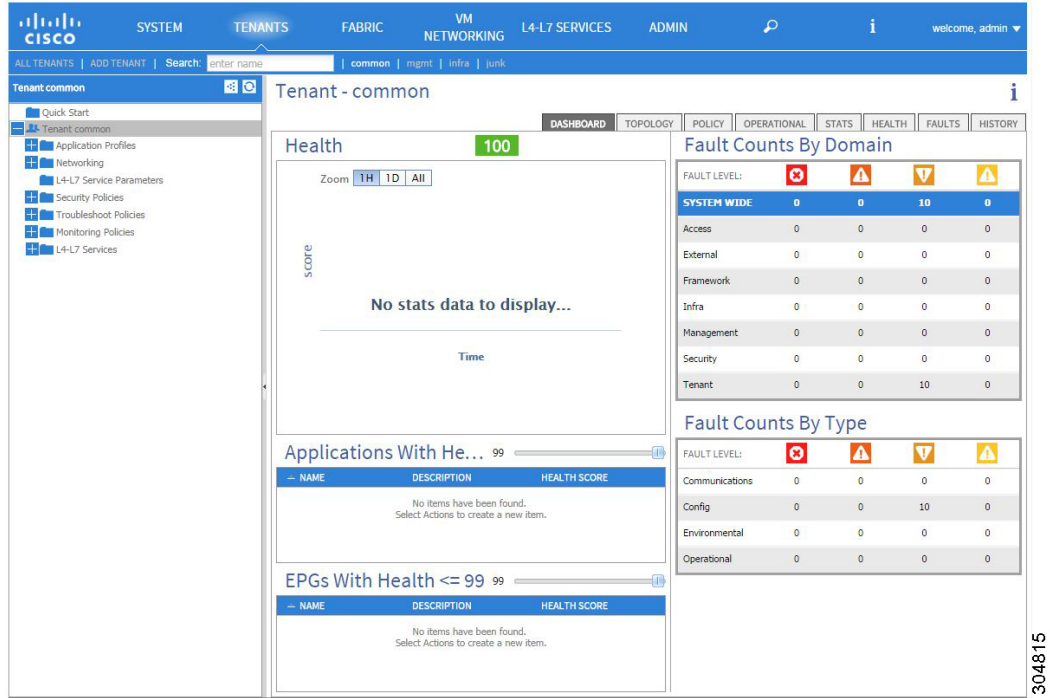 CISCO
SYSTEM
TENANTS
FABRIC
VM
NETWORKING
L4-L7 SERVICES
ADMIN
i
welcome, admin
ALL TENANTS | ADD TENANT | Search: enter name | common | mgmt | infra | junk
Tenant common
Quick Start
Tenant common
Application Profiles
Networking
L4-L7 Service Parameters
Security Policies
Troubleshoot Policies
Monitoring Policies
L4-L7 Services
Tenant - common
i
DASHBOARD TOPOLOGY POLICY OPERATIONAL STATS HEALTH FAULTS HISTORY
Health 100
Zoom 1H 1D All
score
No stats data to display...
Time
Applications With He... 99
NAME DESCRIPTION HEALTH SCORE
No items have been found.
Select Actions to create a new item.
EPGs With Health <= 99 99
NAME DESCRIPTION HEALTH SCORE
No items have been found.
Select Actions to create a new item.
Fault Counts By Domain
FAULT LEVEL:
SYSTEM WIDE 0 0 10 0
Access 0 0 0 0
External 0 0 0 0
Framework 0 0 0 0
Infra 0 0 0 0
Management 0 0 0 0
Security 0 0 0 0
Tenant 0 0 10 0
Fault Counts By Type
FAULT LEVEL:
Communications 0 0 0 0
Config 0 0 10 0
Environmental 0 0 0 0
Operational 0 0 0 0
304815